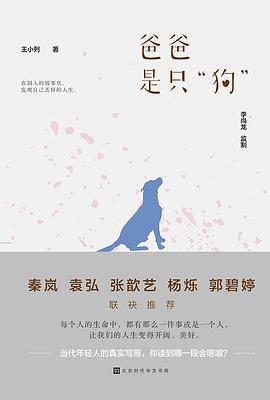 王小列 著
爸爸
是只“狗”
在别人的故事里，
发现自己丢掉的人生。
李尚龙 监制
秦岚 袁弘 张歆艺 杨烁 郭碧婷
联袂推荐
每个人的生命中，都有那么一件事或是一个人，
让我们的人生变得开阔、美好。
当代年轻人的真实写照，你读到哪一段会哽咽？
北京时代华文书局